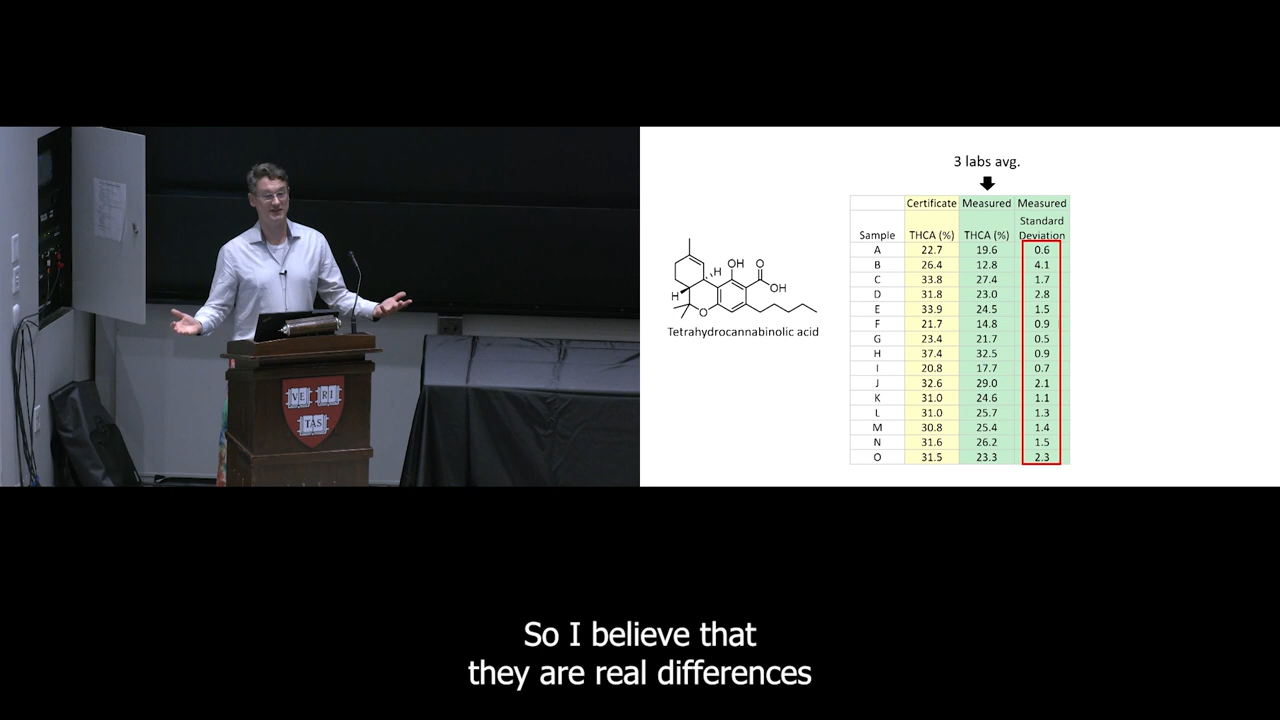 VE RI
TAS
3 labs avg.
Certificate Measured Measured
Sample THCA (%) THCA (%) Standard Deviation
A 22.7 19.6 0.6
B 26.4 12.8 4.1
C 33.8 27.4 1.7
D 31.8 23.0 2.8
E 33.9 24.5 1.5
F 21.7 14.8 0.9
G 23.4 21.7 0.5
H 37.4 32.5 0.9
I 20.8 17.7 0.7
J 32.6 29.0 2.1
K 31.0 24.6 1.1
L 31.0 25.7 1.3
M 30.8 25.4 1.4
N 31.6 26.2 1.5
O 31.5 23.3 2.3
H OH O
H O OH
Tetrahydrocannabinolic acid
So I believe that
they are real differences